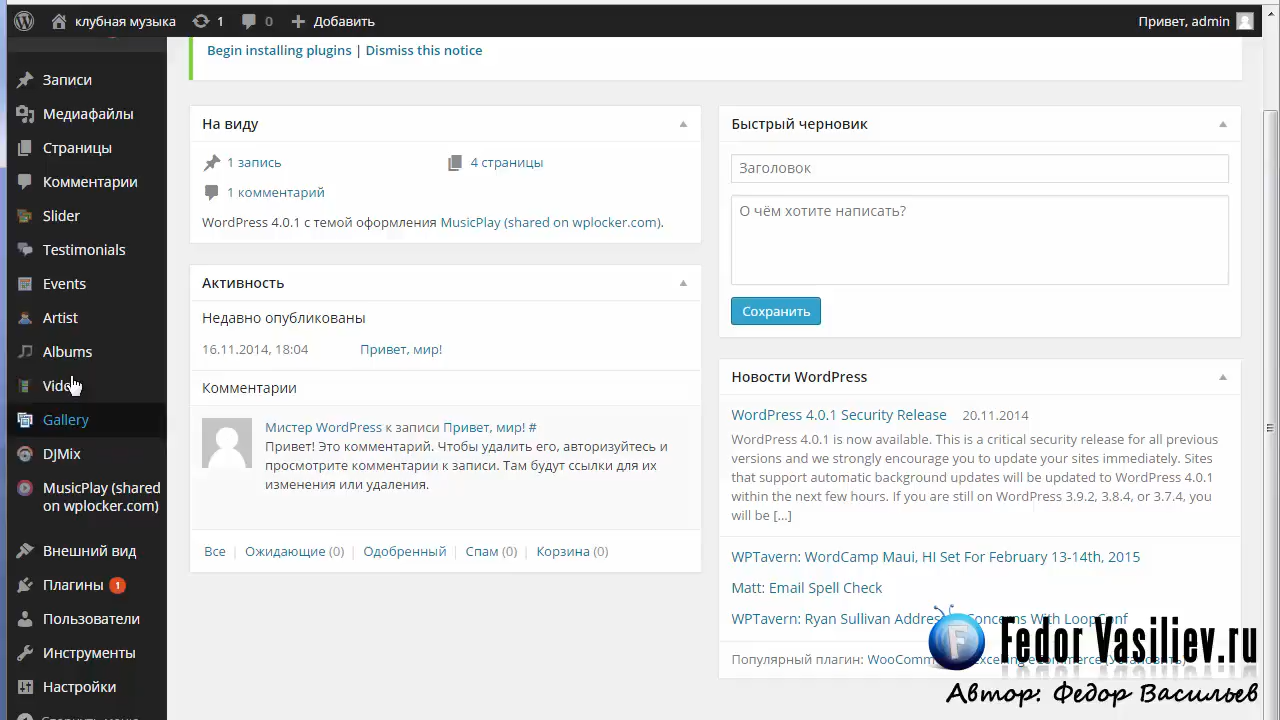 клубная музыка
1
0
Добавить
Привет, admin
Begin installing plugins | Dismiss this notice
Записи
Медиафайлы
Страницы
Комментарии
Slider
Testimonials
Events
Artist
Albums
Gallery
DJMix
MusicPlay (shared
on wplocker.com)
Внешний вид
Плагины 1
Пользователи
Инструменты
Настройки
На виду
1 запись
4 страницы
1 комментарий
WordPress 4.0.1 с темой оформления MusicPlay (shared on wplocker.com).
Активность
Недавно опубликованы
16.11.2014, 18:04 Привет, мир!
Комментарии
Мистер WordPress к записи Привет, мир! #
Привет! Это комментарий. Чтобы удалить его, авторизуйтесь и
просмотрите комментарии к записи. Там будут ссылки для их
изменения или удаления.
Все | Ожидающие (0) | Одобренный | Спам (0) | Корзина (0)
Быстрый черновик
Заголовок
О чём хотите написать?
Сохранить
Новости WordPress
WordPress 4.0.1 Security Release 20.11.2014
WordPress 4.0.1 is now available. This is a critical security release for all previous
versions and we strongly encourage you to update your sites immediately. Sites
that support automatic background updates will be updated to WordPress 4.0.1
within the next few hours. If you are still on WordPress 3.9.2, 3.8.4, or 3.7.4, you
will be […]
WPTavern: WordCamp Maui, HI Set For February 13-14th, 2015
Matt: Email Spell Check
WPTavern: Ryan Sullivan With LoopConf
Популярный плагин:
Fedor Vasiliev.ru
Автор: Федор Васильев